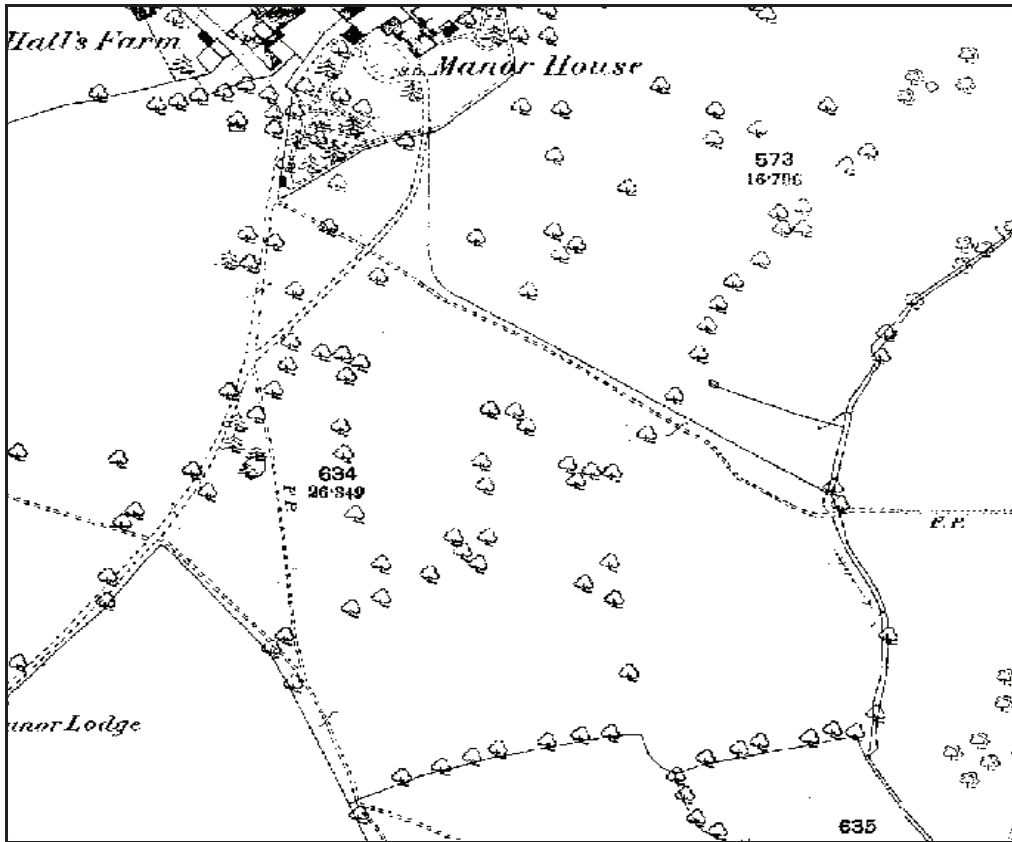 Hall's Farm
Manor House
573
16·796
634
26·849
F.P.
F.P.
anor Lodge
635